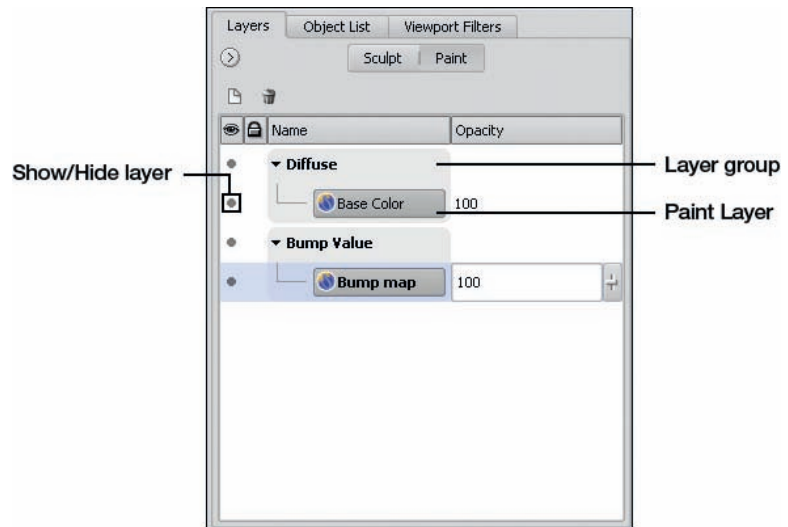 Layers Object List Viewport Filters
Sculpt Paint
Name Opacity
Show/Hide layer
Diffuse
Layer group
Base Color 100
Paint Layer
Bump Value
Bump map 100